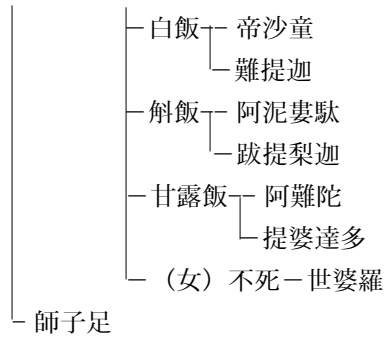 白飯 帝沙童
難提迦
斛飯 阿泥婁馱
跋提梨迦
甘露飯 阿難陀
提婆達多
（女）不死－世婆羅
師子足